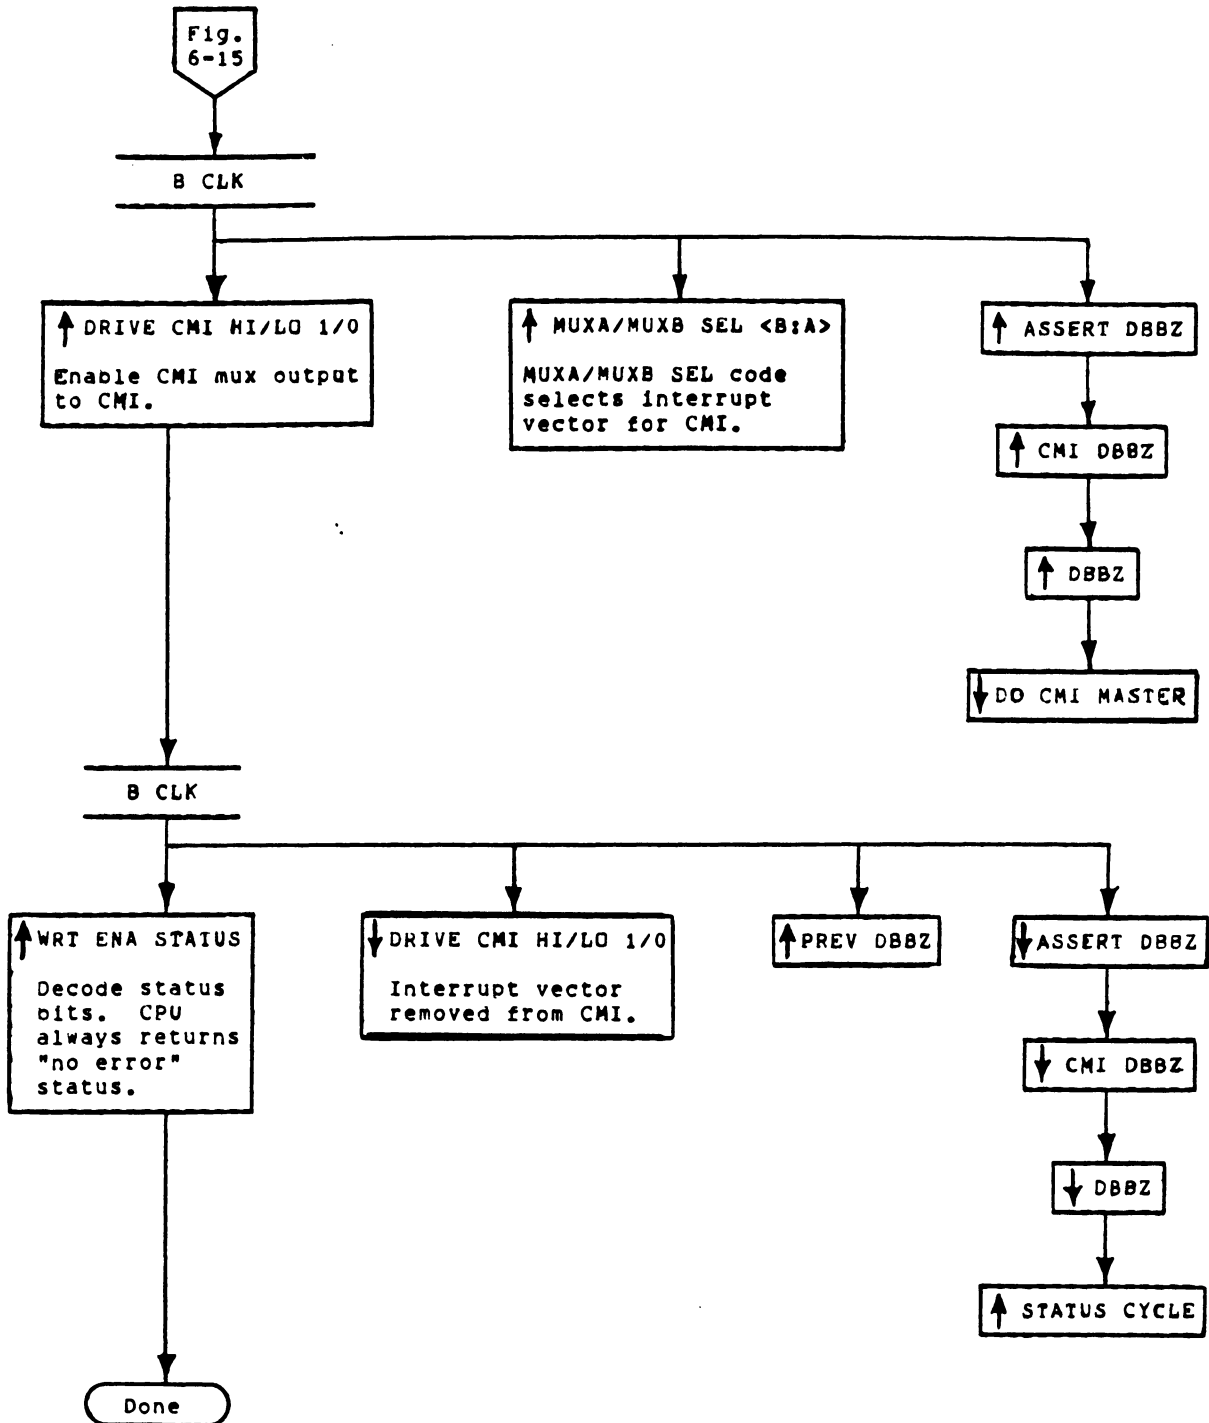 Fig.
6-15
B CLK
DRIVE CMI HI/LO 1/0
Enable CMI mux output
to CMI.
MUXA/MUXB SEL <B:A>
MUXA/MUXB SEL code
selects interrupt
vector for CMI.
ASSERT DBBZ
CMI DBBZ
DBBZ
DO CMI MASTER
B CLK
WRT ENA STATUS
Decode status
bits. CPU
always returns
"no error"
status.
DRIVE CMI HI/LO 1/0
Interrupt vector
removed from CMI.
PREV DBBZ
ASSERT DBBZ
CMI DBBZ
DBBZ
STATUS CYCLE
Done